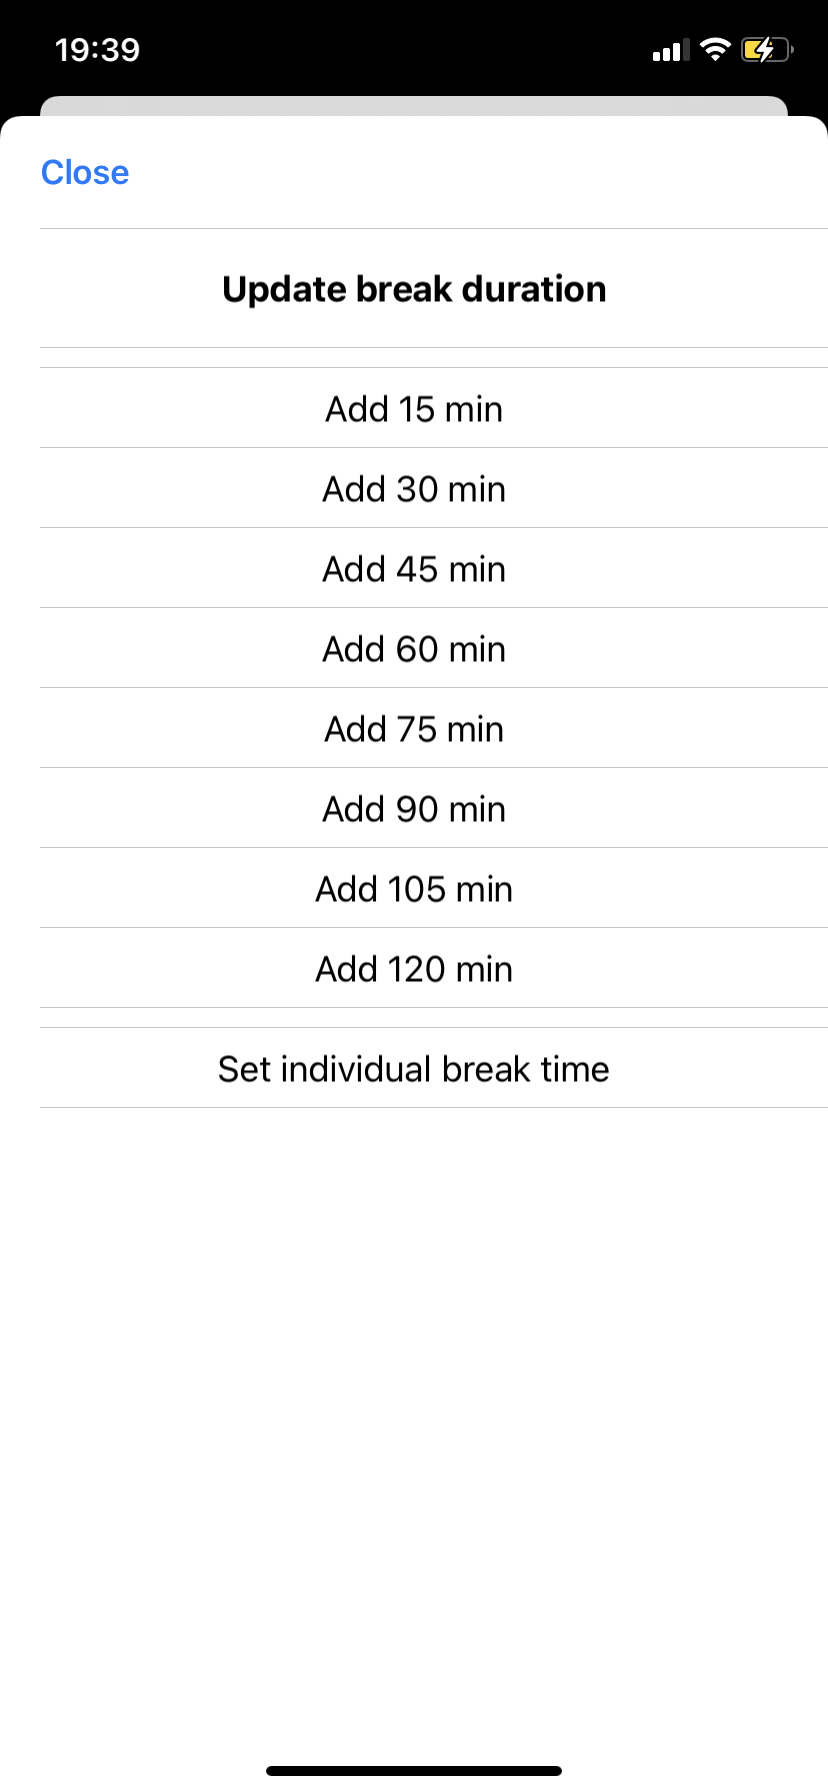 19:39
Close
Update break duration
Add 15 min
Add 30 min
Add 45 min
Add 60 min
Add 75 min
Add 90 min
Add 105 min
Add 120 min
Set individual break time